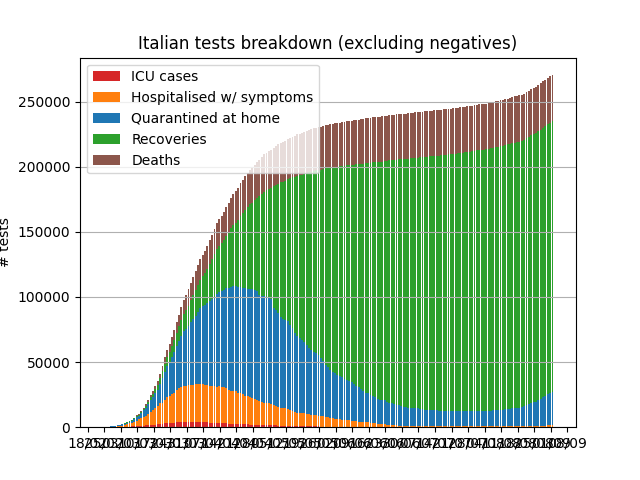 Italian tests breakdown (excluding negatives)
ICU cases
Hospitalised w/ symptoms
Quarantined at home
Recoveries
Deaths
250000
200000
150000
100000
50000
0
# tests